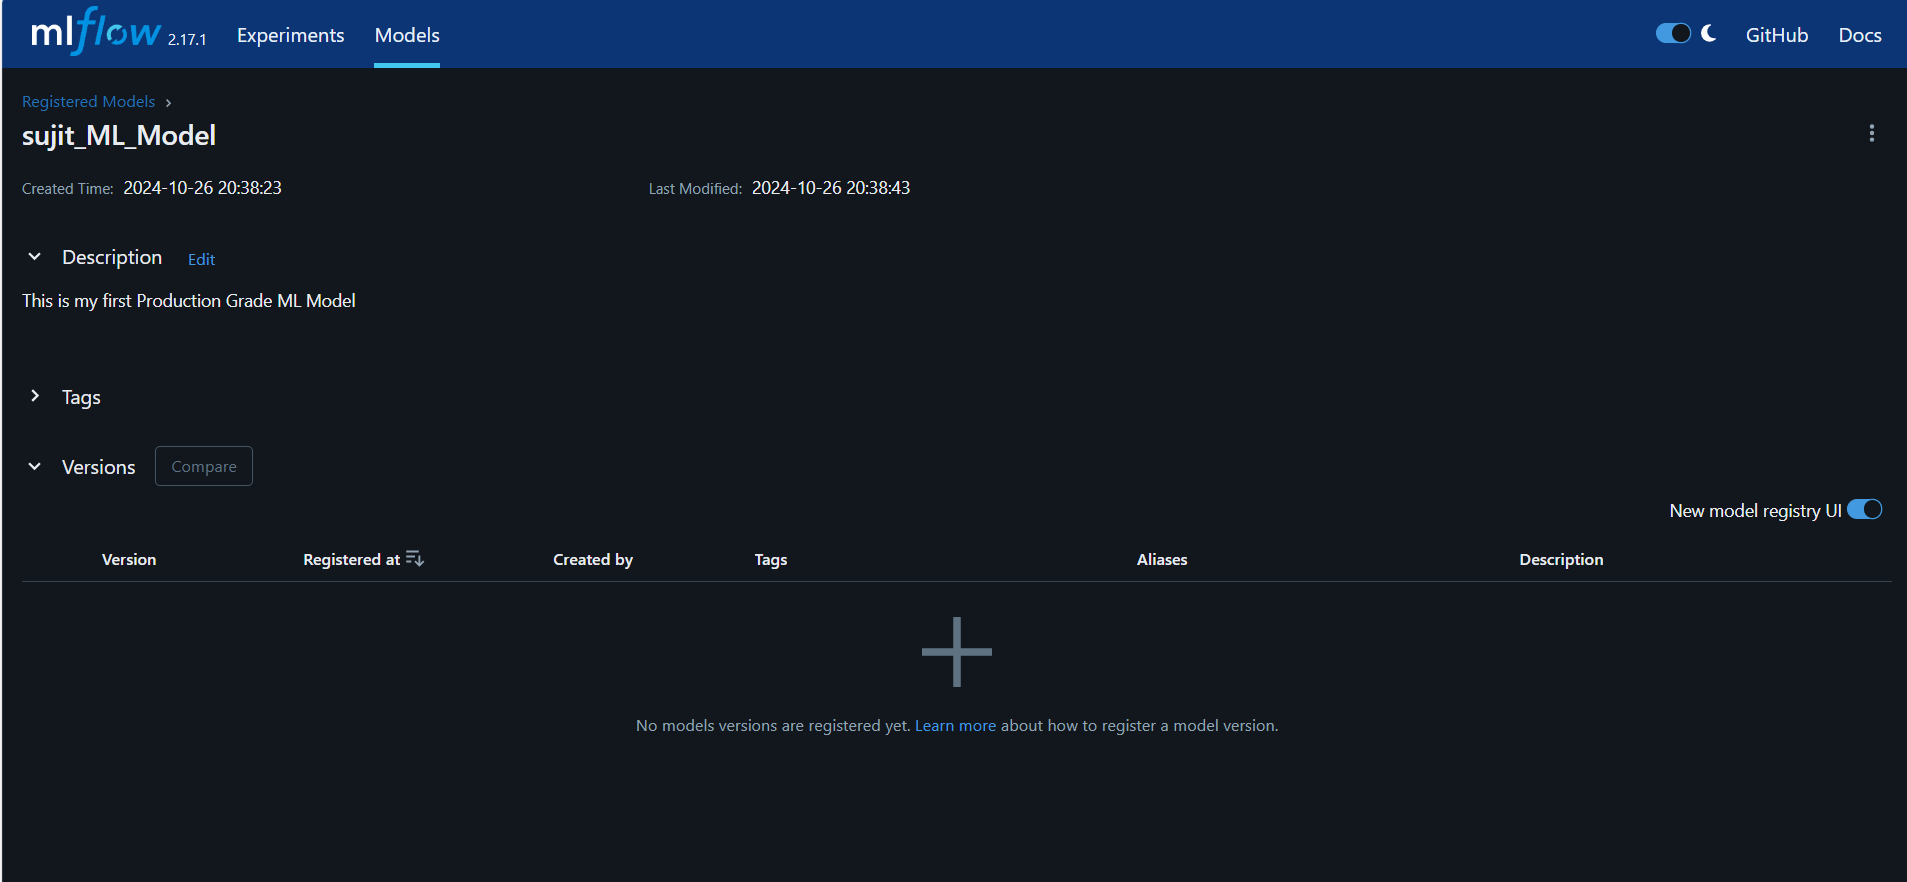 mlflow 2.17.1 Experiments Models GitHub Docs
Registered Models
sujit_ML_Model
Created Time: 2024-10-26 20:38:23 Last Modified: 2024-10-26 20:38:43
Description Edit
This is my first Production Grade ML Model
Tags
Versions Compare
New model registry UI
Version Registered at Created by Tags Aliases Description
No models versions are registered yet. Learn more about how to register a model version.